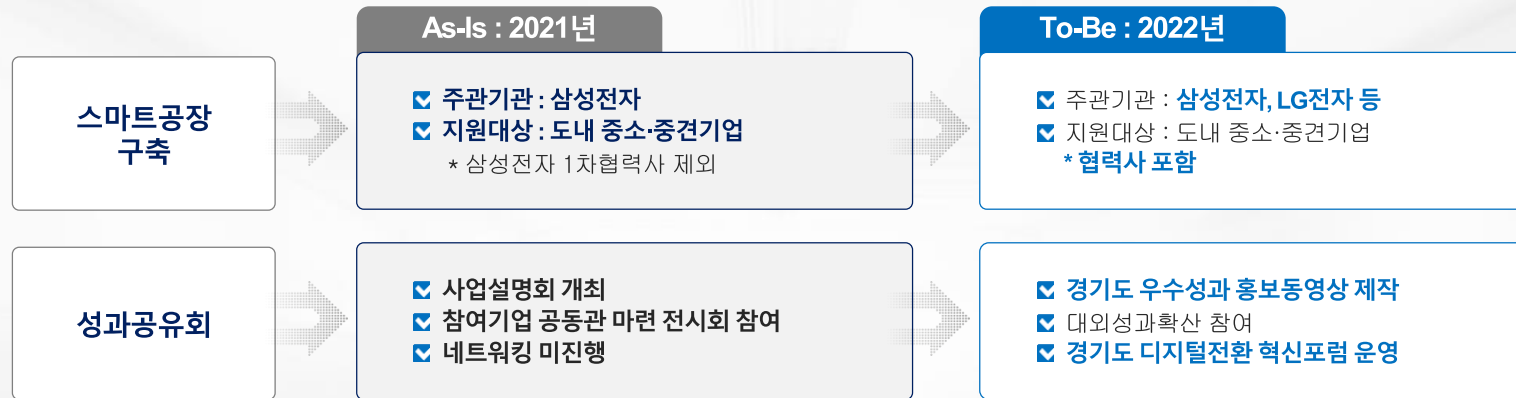 As-Is : 2021년
To-Be : 2022년
스마트공장
구축
주관기관 : 삼성전자
지원대상 : 도내 중소·중견기업
* 삼성전자 1차협력사 제외
주관기관 : 삼성전자, LG전자 등
지원대상 : 도내 중소·중견기업
* 협력사 포함
성과공유회
사업설명회 개최
참여기업 공동관 마련 전시회 참여
네트워킹 미진행
경기도 우수성과 홍보동영상 제작
대외성과확산 참여
경기도 디지털전환 혁신포럼 운영